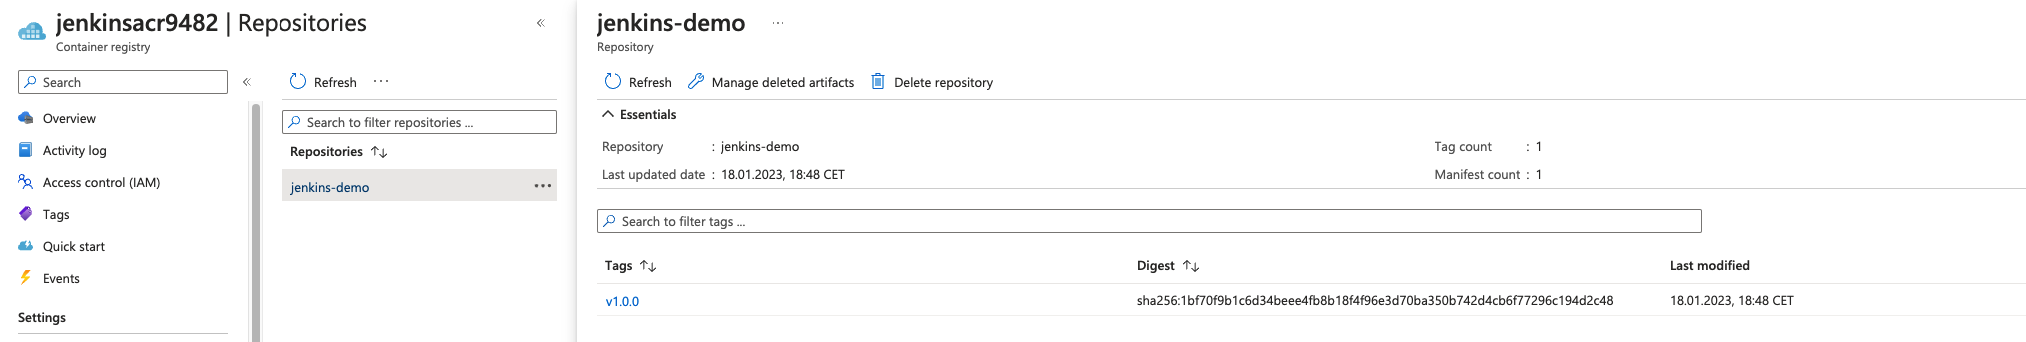 jenkinsacr9482 | Repositories
Container registry
Search
Overview
Activity log
Access control (IAM)
Tags
Quick start
Events
Settings
Refresh
Search to filter repositories ...
Repositories
jenkins-demo
jenkins-demo
Repository
Refresh Manage deleted artifacts Delete repository
Essentials
Repository : jenkins-demo Tag count : 1
Last updated date : 18.01.2023, 18:48 CET Manifest count : 1
Search to filter tags ...
Tags Digest Last modified
v1.0.0 sha256:1bf70f9b1c6d34beee4fb8b18f4f96e3d70ba350b742d4cb6f77296c194d2c48 18.01.2023, 18:48 CET